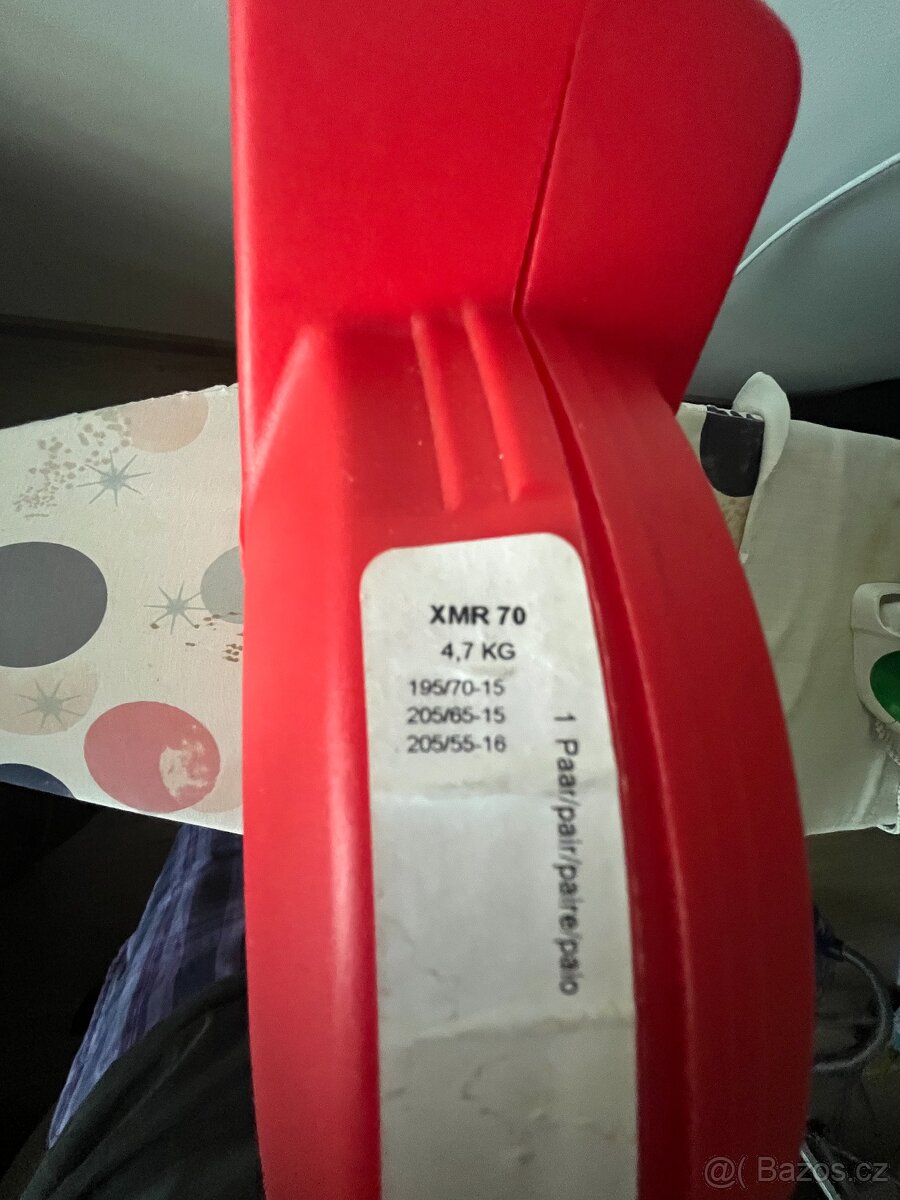 XMR 70
4,7 KG
195/70-15
205/65-15
205/55-16
1 Paar/pair/paire/paio
@( Bazos.cz